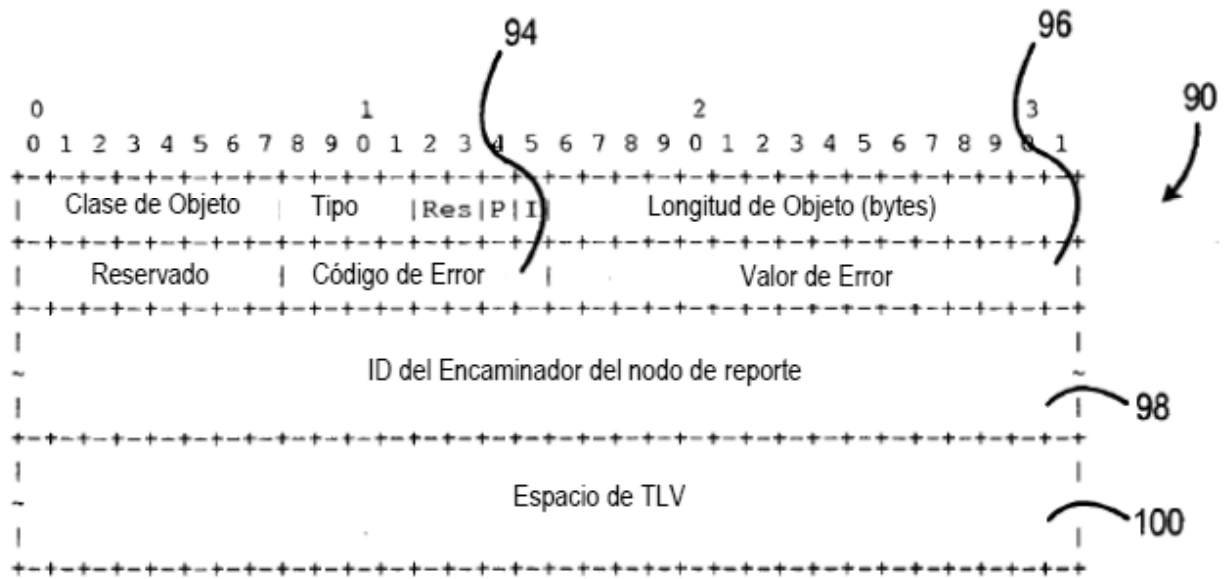 94 96
90
0 1 2 3
0 1 2 3 4 5 6 7 8 9 0 1 2 3 4 5 6 7 8 9 0 1 2 3 4 5 6 7 8 9 0 1
+-+-+-+-+-+-+-+-+-+-+-+-+-+-+-+-+-+-+-+-+-+-+-+-+-+-+-+-+-+-+-+-+
| Clase de Objeto | Tipo |Res|P|I| Longitud de Objeto (bytes) |
+-+-+-+-+-+-+-+-+-+-+-+-+-+-+-+-+-+-+-+-+-+-+-+-+-+-+-+-+-+-+-+-+
| Reservado | Código de Error | Valor de Error |
+-+-+-+-+-+-+-+-+-+-+-+-+-+-+-+-+-+-+-+-+-+-+-+-+-+-+-+-+-+-+-+-+
| |
~ ID del Encaminador del nodo de reporte ~
| | 98
+-+-+-+-+-+-+-+-+-+-+-+-+-+-+-+-+-+-+-+-+-+-+-+-+-+-+-+-+-+-+-+-+
| |
~ Espacio de TLV
| | 100
+-+-+-+-+-+-+-+-+-+-+-+-+-+-+-+-+-+-+-+-+-+-+-+-+-+-+-+-+-+-+-+-+